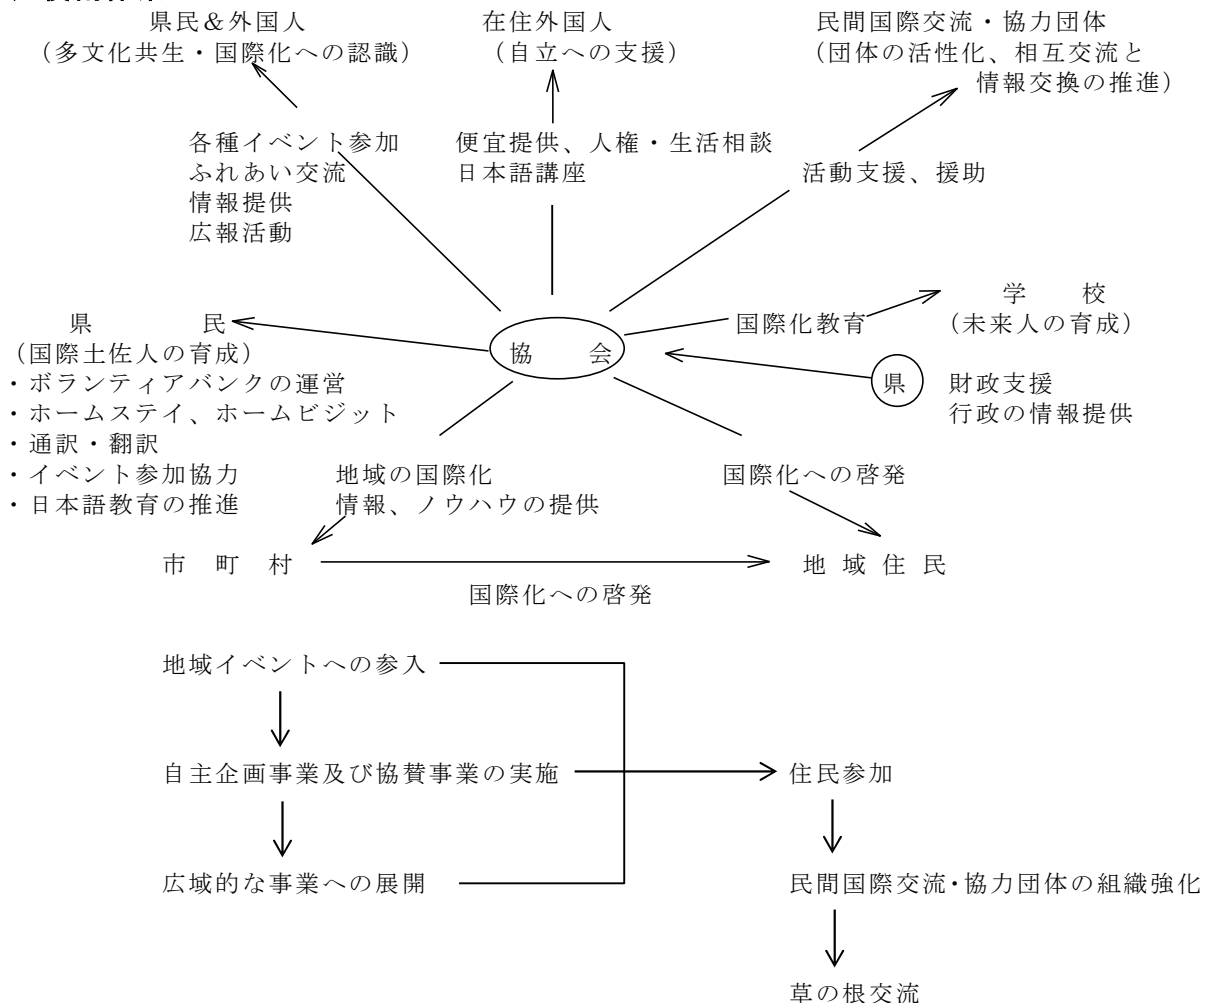 県民＆外国人
（多文化共生・国際化への認識）
在住外国人
（自立への支援）
民間国際交流・協力団体
（団体の活性化、相互交流と
情報交換の推進）
各種イベント参加
ふれあい交流
情報提供
広報活動
便宜提供、人権・生活相談
日本語講座
活動支援、援助
県　　　　民
（国際土佐人の育成）
・ボランティアバンクの運営
・ホームステイ、ホームビジット
・通訳・翻訳
・イベント参加協力
・日本語教育の推進
協　　会
国際化教育
学　　校
（未来人の育成）
県
財政支援
行政の情報提供
地域の国際化
情報、ノウハウの提供
国際化への啓発
市　町　村
地 域 住 民
国際化への啓発
地域イベントへの参入
自主企画事業及び協賛事業の実施
住民参加
広域的な事業への展開
民間国際交流・協力団体の組織強化
草の根交流